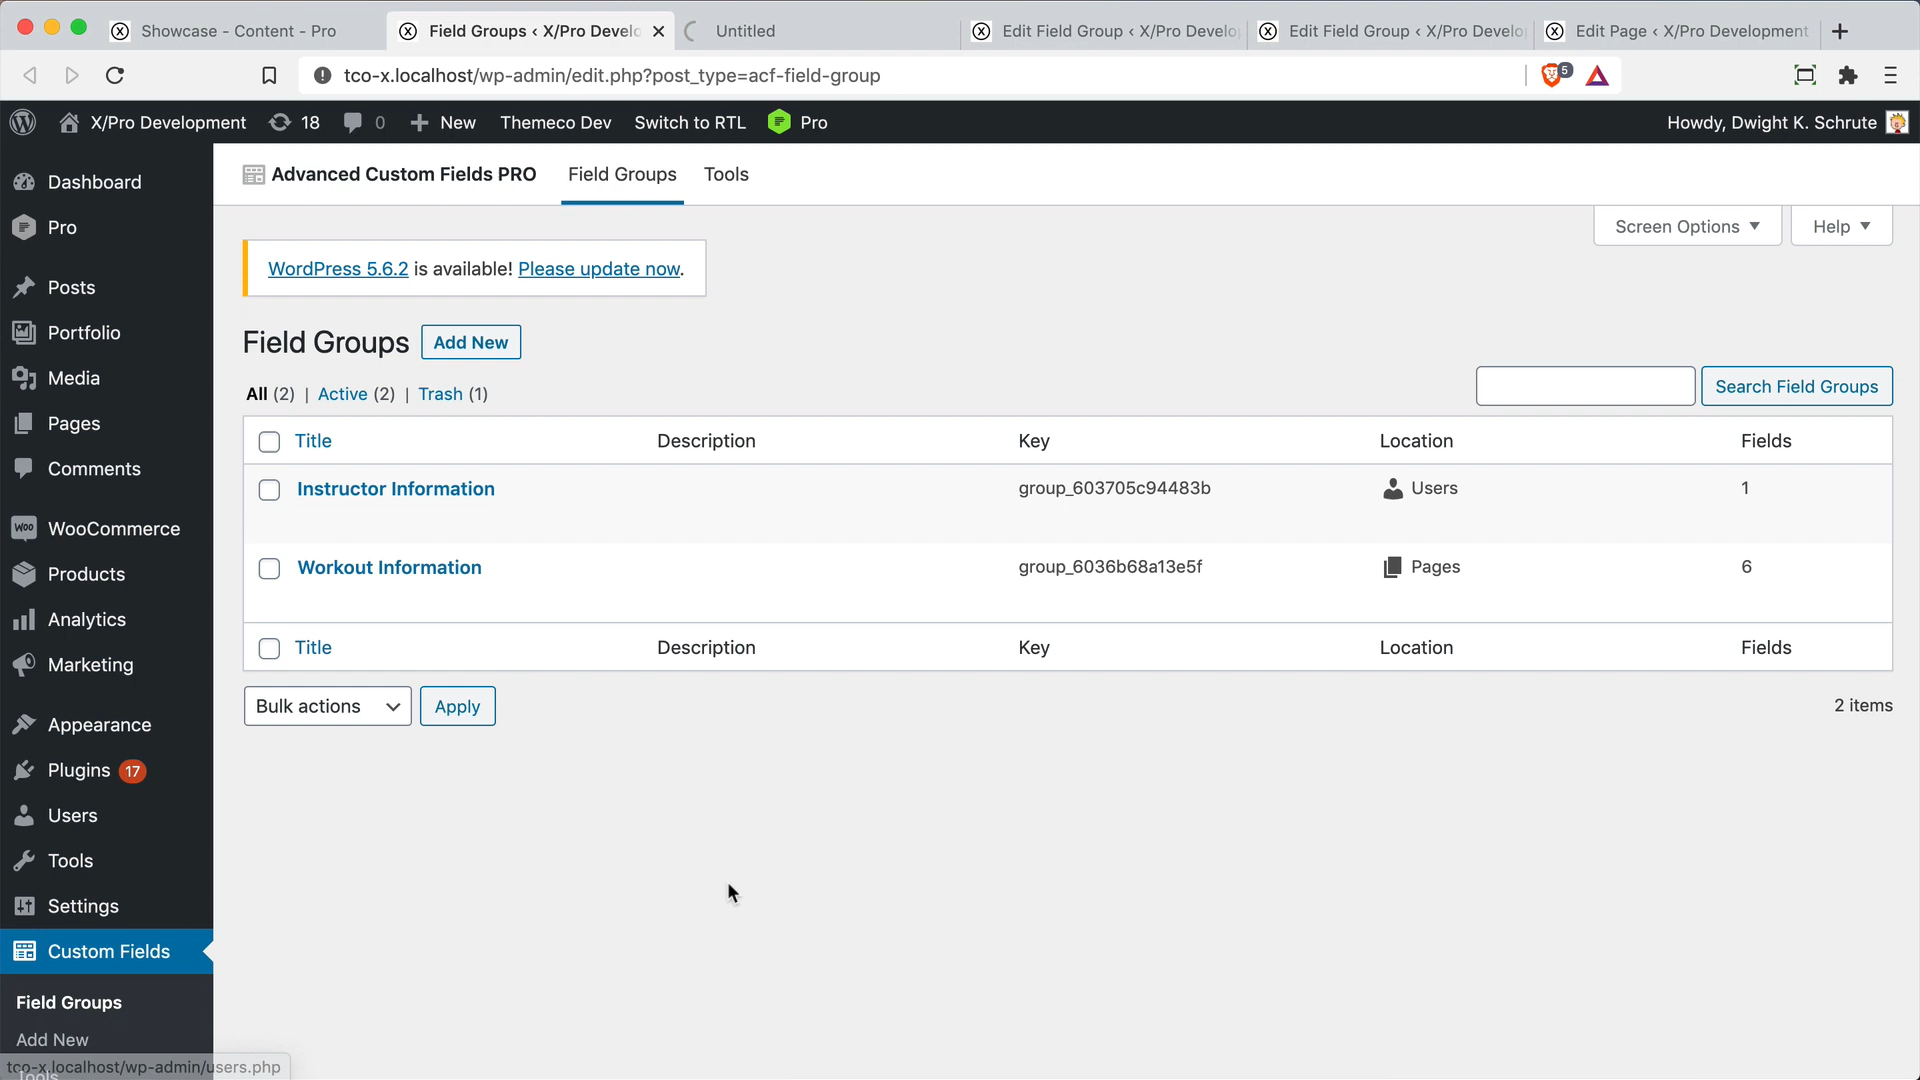 Showcase - Content - Pro
Field Groups ‹ X/Pro Develo
Untitled
Edit Field Group ‹ X/Pro Develo
Edit Field Group ‹ X/Pro Develo
Edit Page ‹ X/Pro Development
tco-x.localhost/wp-admin/edit.php?post_type=acf-field-group
5
X/Pro Development
18
0
New
Themeco Dev
Switch to RTL
Pro
Howdy, Dwight K. Schrute
Dashboard
Pro
Posts
Portfolio
Media
Pages
Comments
Woo WooCommerce
Products
Analytics
Marketing
Appearance
Plugins 17
Users
Tools
Settings
Custom Fields
Field Groups
Add New
Tools
tco-x.localhost/wp-admin/users.php
Advanced Custom Fields PRO
Field Groups
Tools
Screen Options
Help
WordPress 5.6.2 is available! Please update now.
Field Groups
Add New
All (2) | Active (2) | Trash (1)
Search Field Groups
Title Description Key Location Fields
Instructor Information group_603705c94483b Users 1
Workout Information group_6036b68a13e5f Pages 6
Title Description Key Location Fields
Bulk actions
Apply
2 items